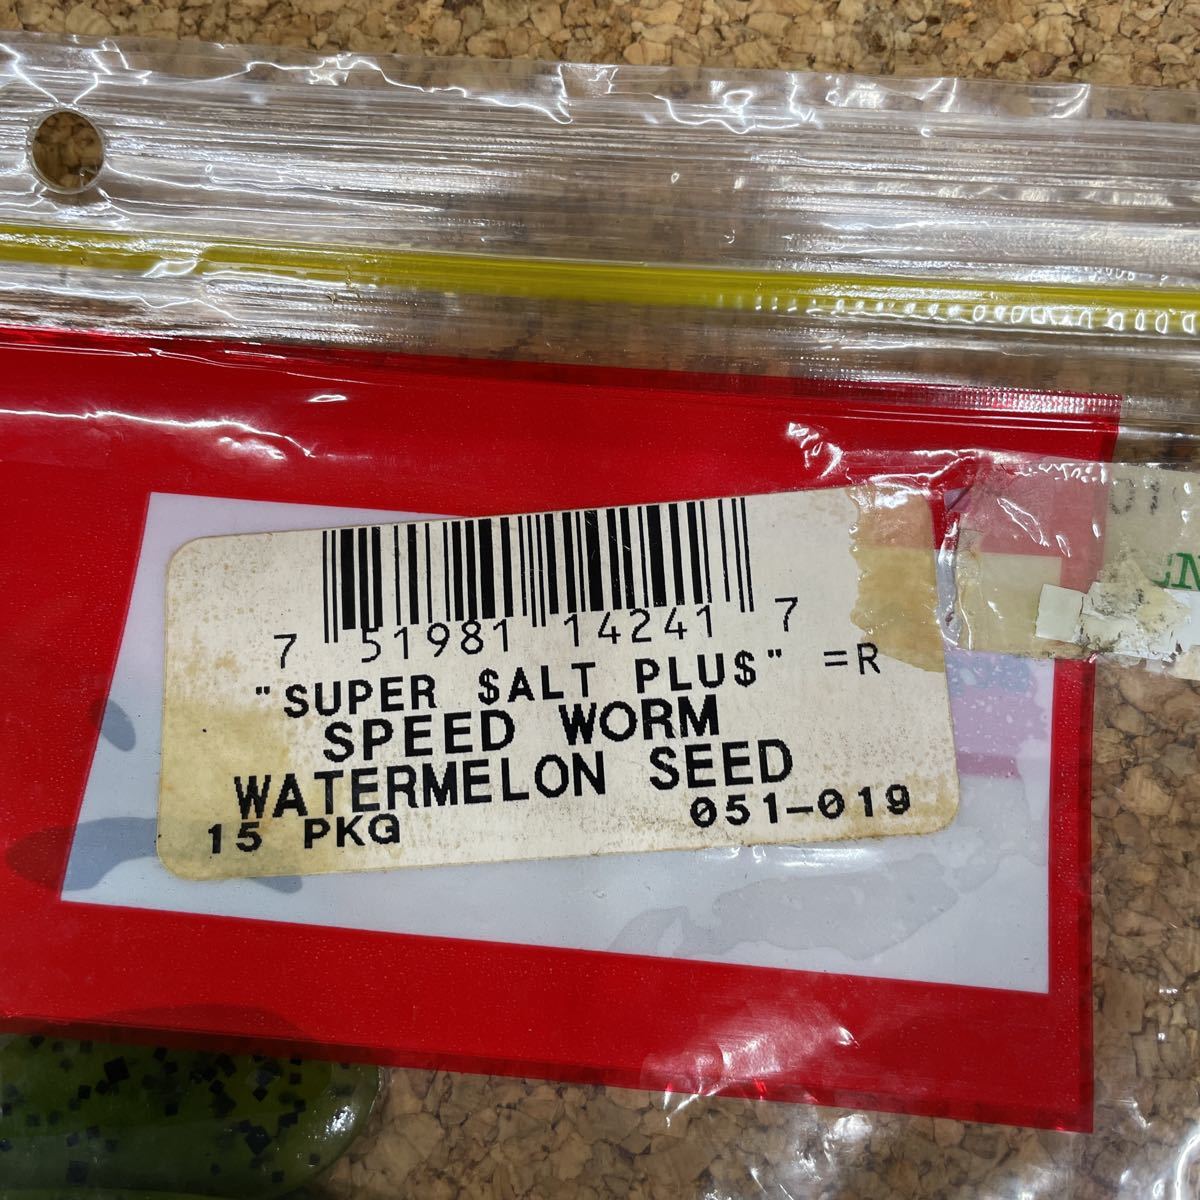 7 51981 14241 7
"SUPER $ALT PLU$" =R
SPEED WORM
WATERMELON SEED
15 PKG 051-019